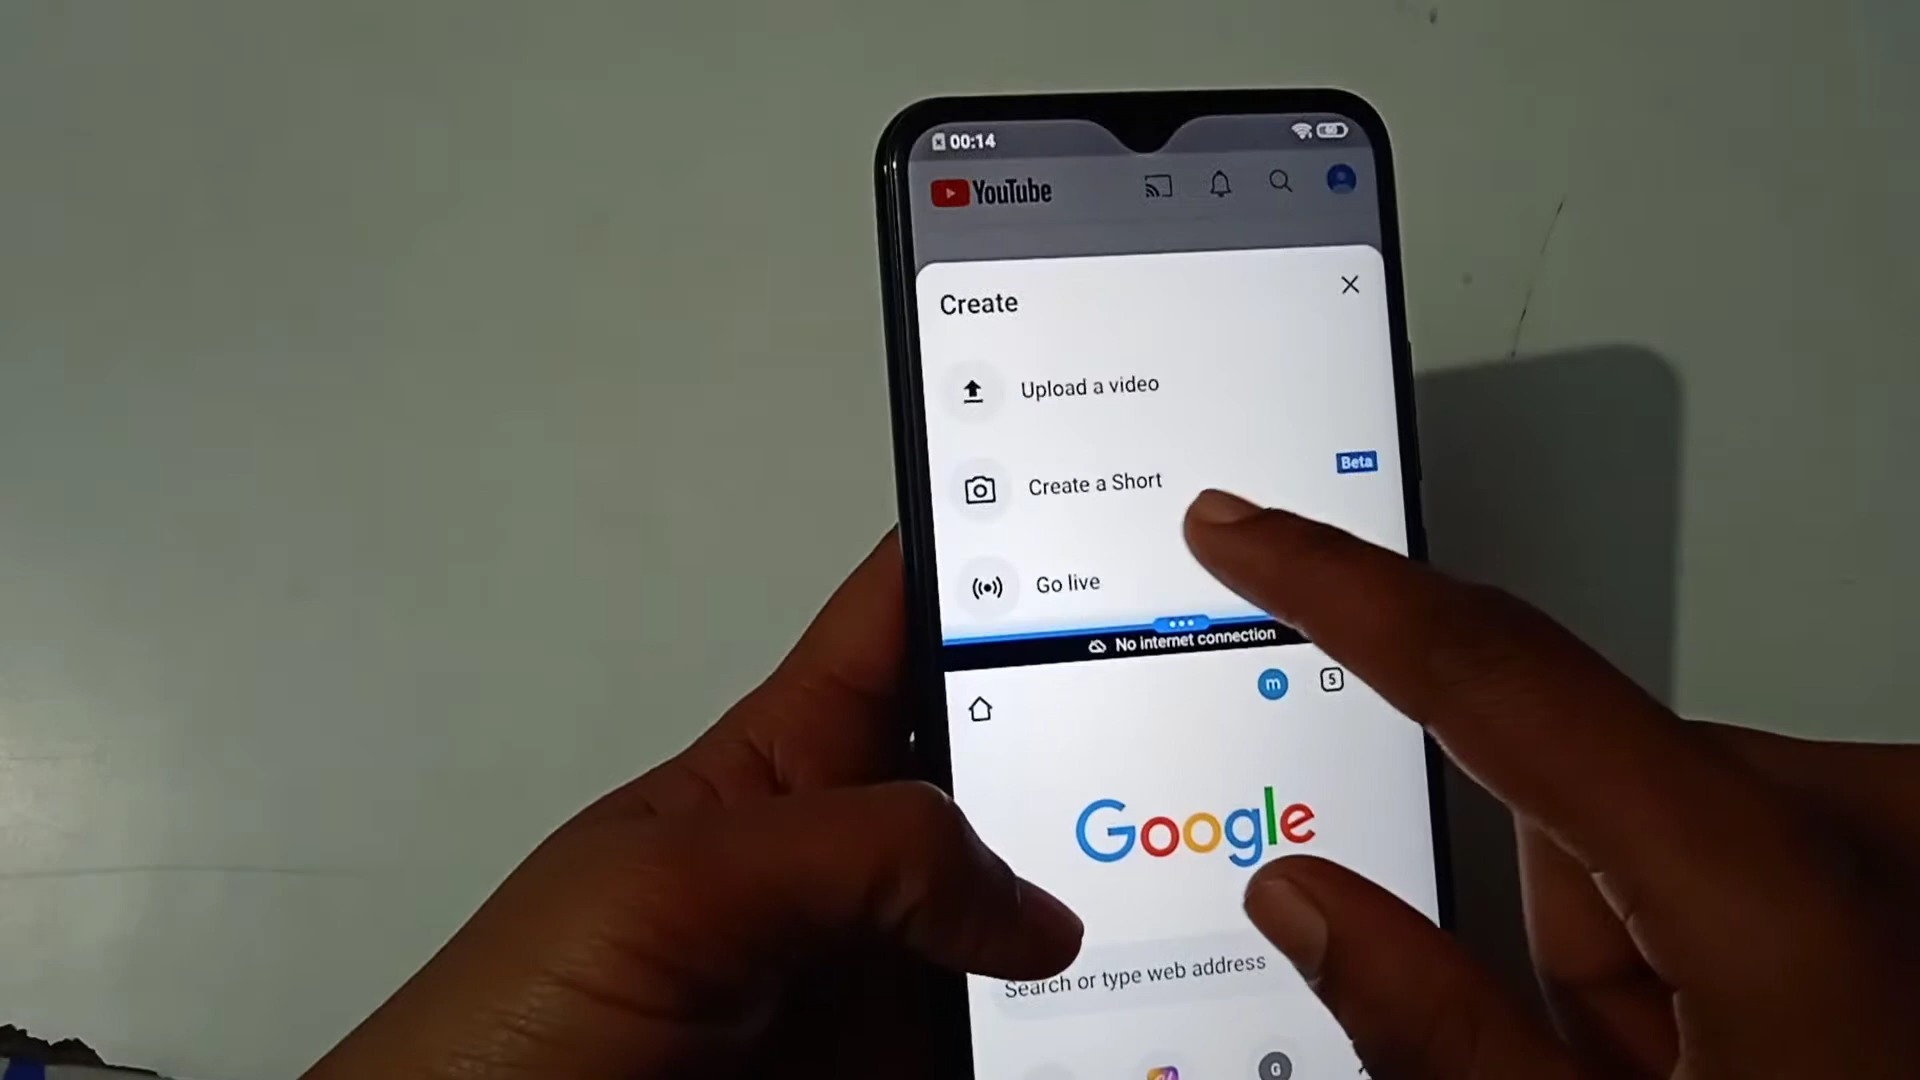 00:14
YouTube
Create
Upload a video
Create a Short
Beta
Go live
No internet connection
m
5
Google
Search or type web address
G